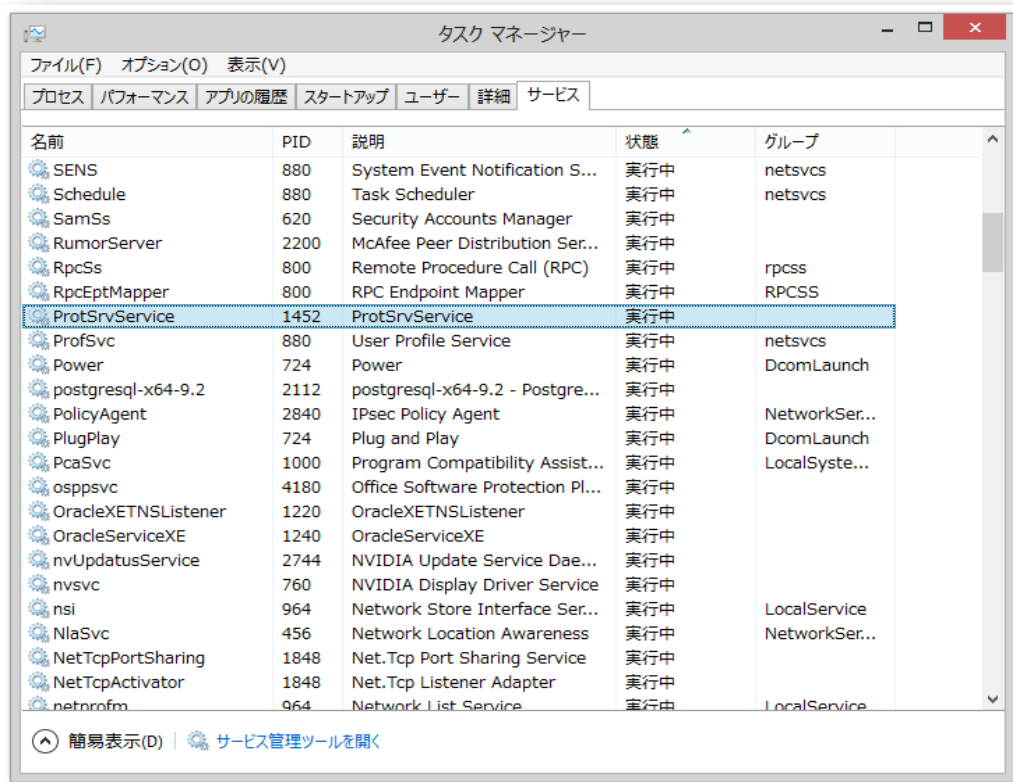 タスク マネージャー
ファイル(F) オプション(O) 表示(V)
プロセス パフォーマンス アプリの履歴 スタートアップ ユーザー 詳細 サービス
名前 PID 説明 状態 グループ
SENS 880 System Event Notification S... 実行中 netsvcs
Schedule 880 Task Scheduler 実行中 netsvcs
SamSs 620 Security Accounts Manager 実行中
RumorServer 2200 McAfee Peer Distribution Ser... 実行中
RpcSs 800 Remote Procedure Call (RPC) 実行中 rpcss
RpcEptMapper 800 RPC Endpoint Mapper 実行中 RPCSS
ProtSrvService 1452 ProtSrvService 実行中
ProfSvc 880 User Profile Service 実行中 netsvcs
Power 724 Power 実行中 DcomLaunch
postgresql-x64-9.2 2112 postgresql-x64-9.2 - Postgre... 実行中
PolicyAgent 2840 IPsec Policy Agent 実行中 NetworkSer...
PlugPlay 724 Plug and Play 実行中 DcomLaunch
PcaSvc 1000 Program Compatibility Assist... 実行中 LocalSyste...
osppsvc 4180 Office Software Protection Pl... 実行中
OracleXETNSListener 1220 OracleXETNSListener 実行中
OracleServiceXE 1240 OracleServiceXE 実行中
nvUpdatusService 2744 NVIDIA Update Service Dae... 実行中
nvsvc 760 NVIDIA Display Driver Service 実行中
nsi 964 Network Store Interface Ser... 実行中 LocalService
NlaSvc 456 Network Location Awareness 実行中 NetworkSer...
NetTcpPortSharing 1848 Net.Tcp Port Sharing Service 実行中
NetTcpActivator 1848 Net.Tcp Listener Adapter 実行中
netprofm 964 Network List Service 実行中 LocalService
簡易表示(D) サービス管理ツールを開く